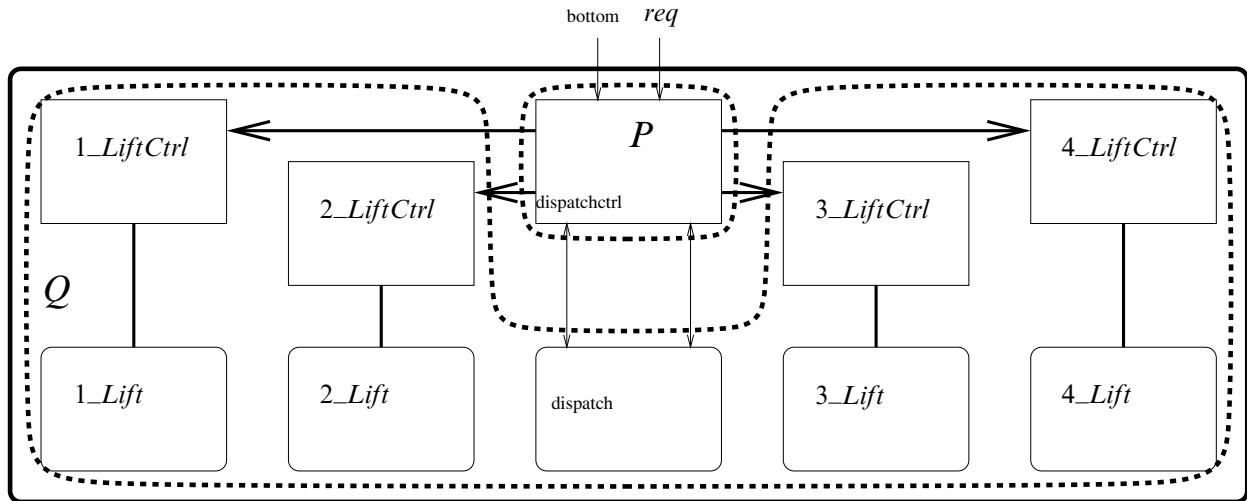 bottom req
1_LiftCtrl
P
4_LiftCtrl
2_LiftCtrl
dispatchctrl
3_LiftCtrl
Q
1_Lift
2_Lift
dispatch
3_Lift
4_Lift